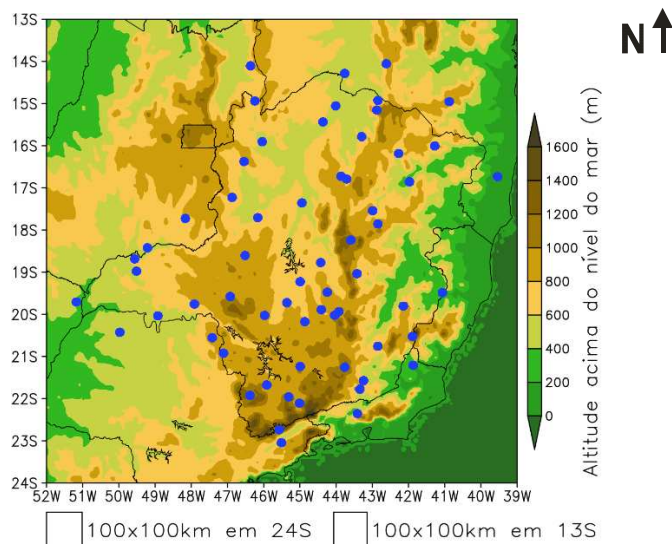 N
13S
14S
15S
16S
17S
18S
19S
20S
21S
22S
23S
24S
52W 51W 50W 49W 48W 47W 46W 45W 44W 43W 42W 41W 40W 39W
1600
1400
1200
1000
800
600
400
200
0
Altitude acima do nível do mar (m)
100x100km em 24S 100x100km em 13S